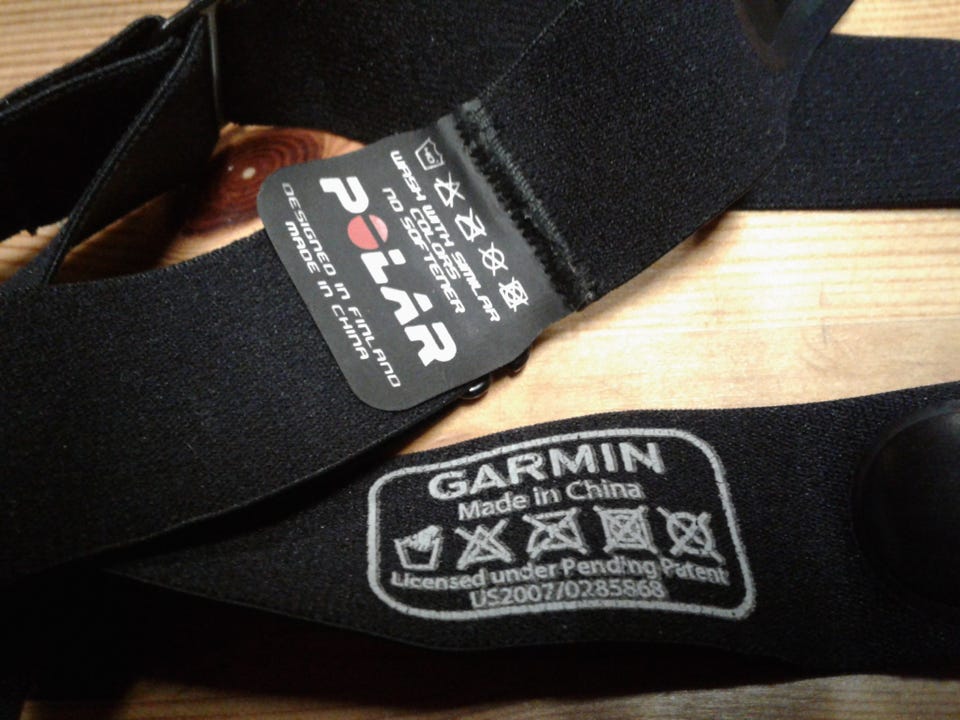 40
WASH WITH SIMILAR
COLORS
NO SOFTENER
POLAR
DESIGNED IN FINLAND
MADE IN CHINA
GARMIN
Made in China
Licensed under Pending Patent
US2007/0285868